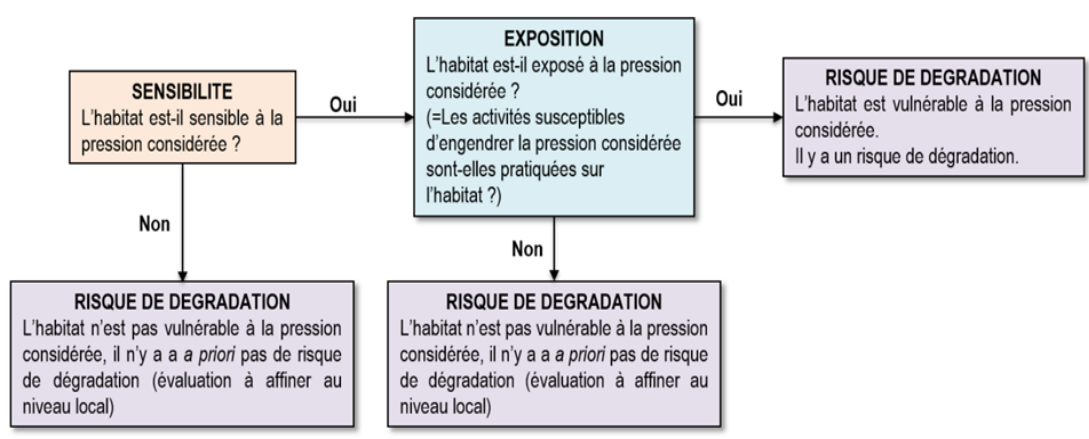 SENSIBILITE
L'habitat est-il sensible à la
pression considérée ?
Oui
EXPOSITION
L'habitat est-il exposé à la pression
considérée ?
(=Les activités susceptibles
d'engendrer la pression considérée
sont-elles pratiquées sur
l'habitat ?)
Oui
RISQUE DE DEGRADATION
L'habitat est vulnérable à la pression
considérée.
Il y a un risque de dégradation.
Non
RISQUE DE DEGRADATION
L'habitat n'est pas vulnérable à la pression
considérée, il n'y a a a priori pas de risque
de dégradation (évaluation à affiner au
niveau local)
Non
RISQUE DE DEGRADATION
L'habitat n'est pas vulnérable à la pression
considérée, il n'y a a a priori pas de risque
de dégradation (évaluation à affiner au
niveau local)